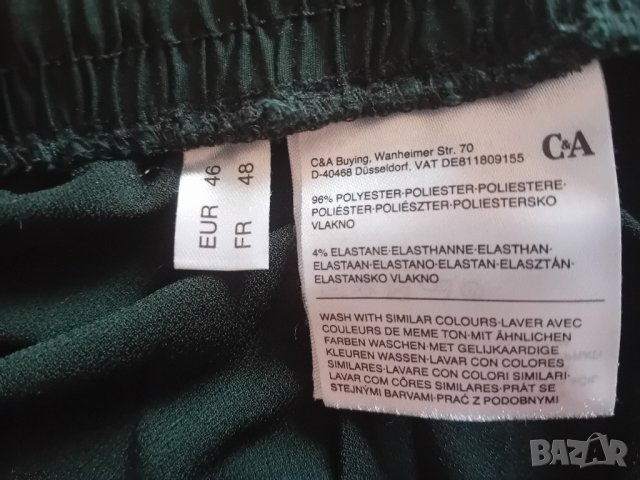 EUR 46
FR 48
C&A
C&A Buying, Wanheimer Str. 70
D-40468 Düsseldorf. VAT DE811809155
96% POLYESTER·POLIESTER·POLIESTERE·
POLIÉSTER·POLIÉSZTER·POLIESTERSKO
VLAKNO
4% ELASTANE·ELASTHANNE·ELASTHAN·
ELASTAAN·ELASTANO·ELASTAN·ELASZTÁN·
ELASTANSKO VLAKNO
WASH WITH SIMILAR COLOURS·LAVER AVEC
COULEURS DE MEME TON·MIT ÄHNLICHEN
FARBEN WASCHEN·MET GELIJKAARDIGE
KLEUREN WASSEN·LAVAR CON COLORES
SIMILARES·LAVARE CON COLORI SIMILARI·
LAVAR COM CÔRES SIMILARES·PRÁT SE
STEJNÝMI BARVAMI·PRAĆ Z PODOBNYMI
BAZAR